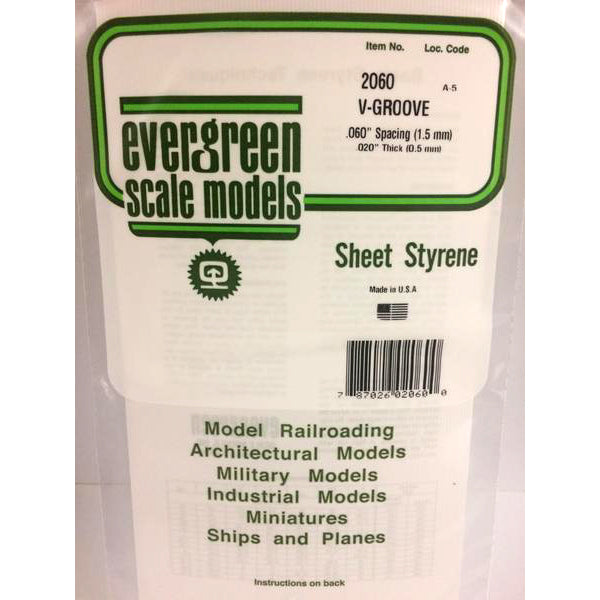 Item No. Loc. Code
2060 A-5
V-GROOVE
.060" Spacing (1.5 mm)
.020" Thick (0.5 mm)
evergreen
scale models
Sheet Styrene
Made in U.S.A
7 87026 02060 0
Model Railroading
Architectural Models
Military Models
Industrial Models
Miniatures
Ships and Planes
Instructions on back